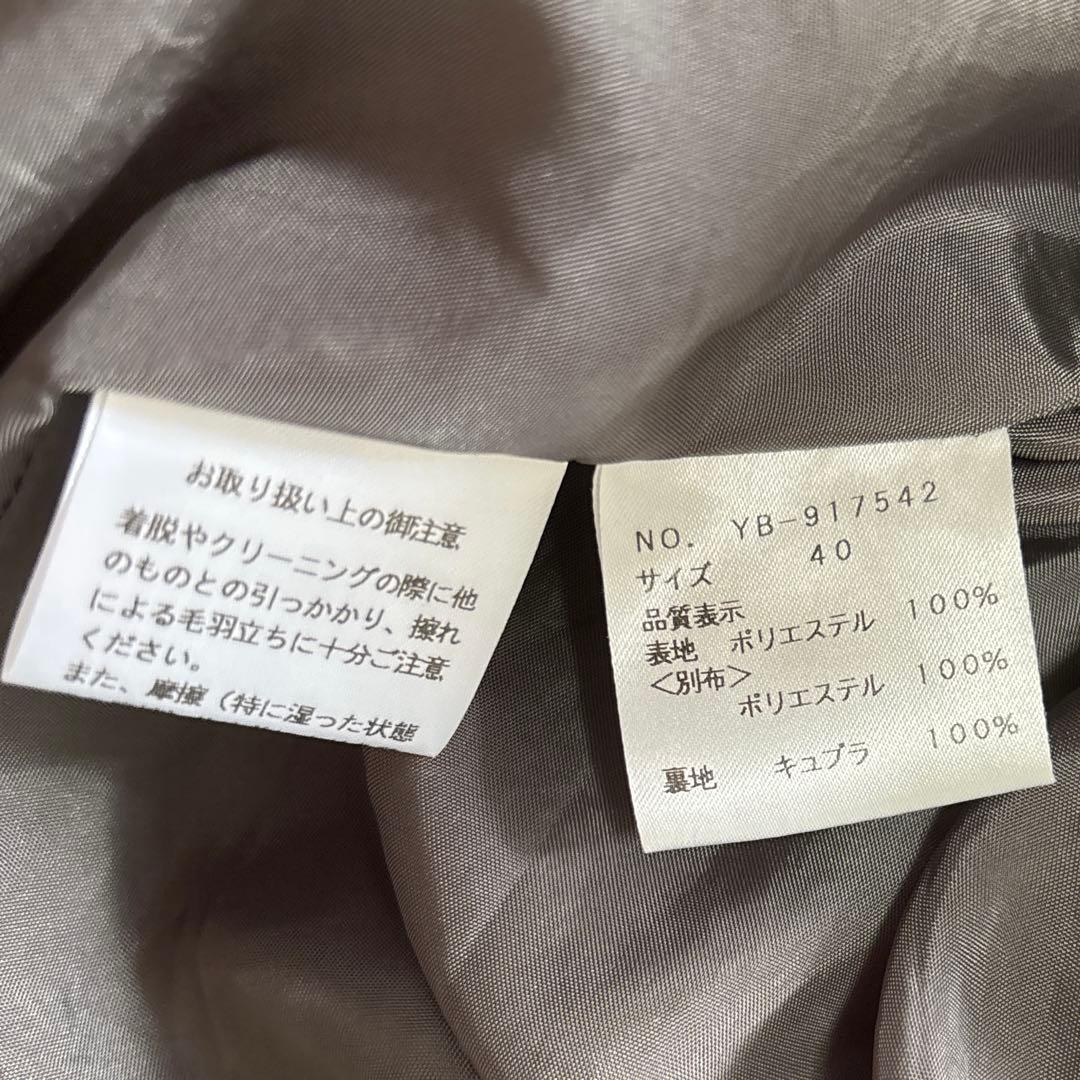 お取り扱い上の御注意
着脱やクリーニングの際に他
のものとの引っかかり、擦れ
による毛羽立ちに十分ご注意
ください。
また、摩擦（特に湿った状態
NO. YB-917542
サイズ 40
品質表示
表地 ポリエステル 100%
<別布>
ポリエステル 100%
裏地 キュプラ 100%